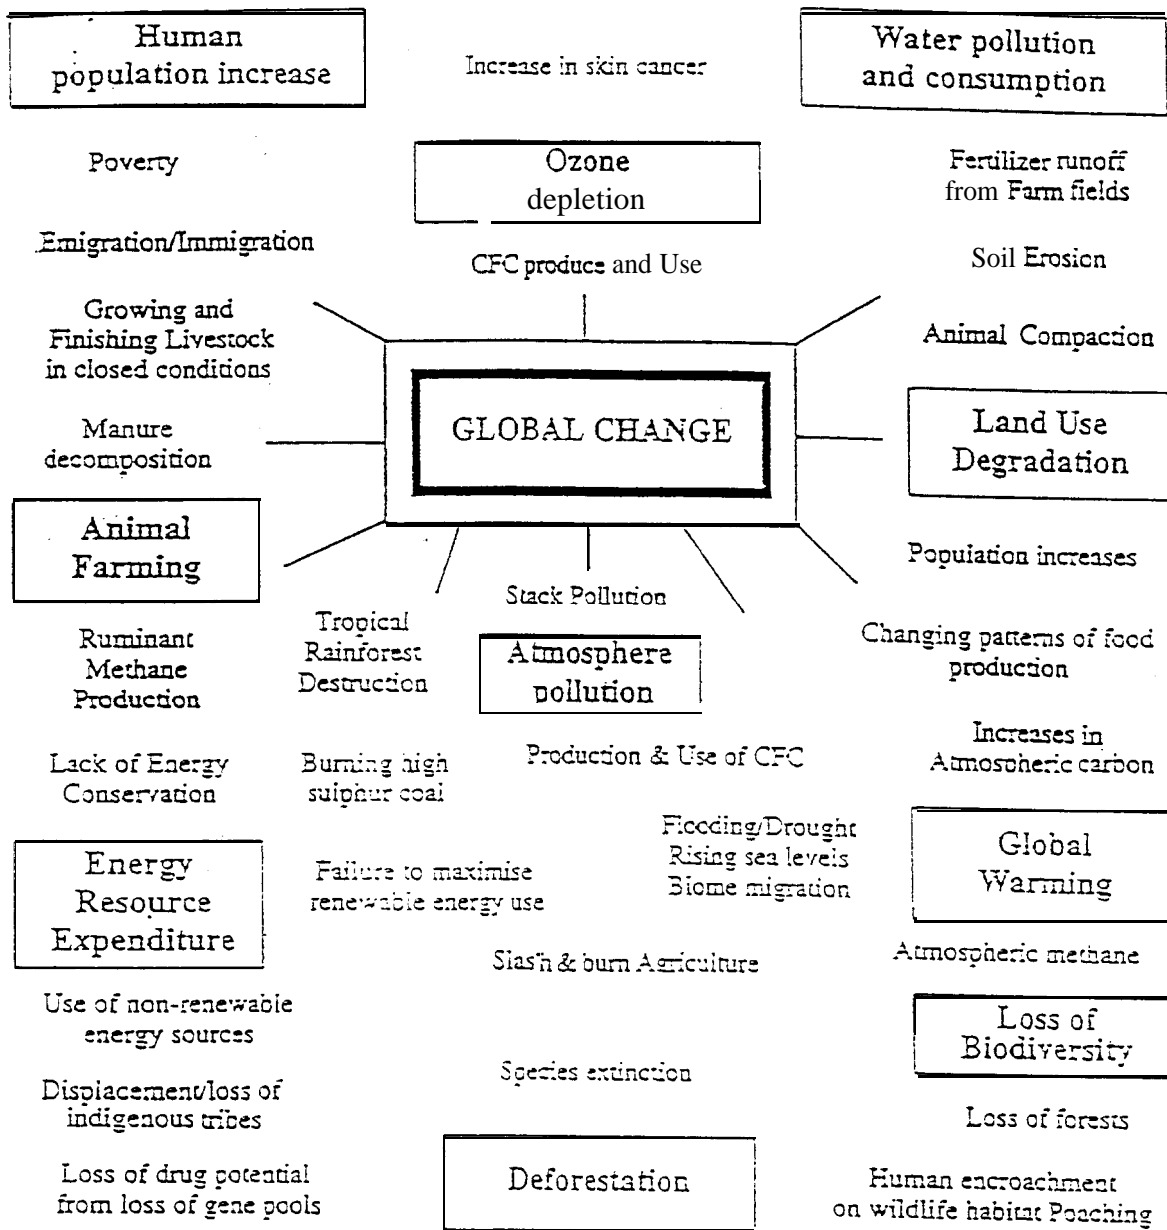 Human
population increase
Increase in skin cancer
Water pollution
and consumption
Poverty
Ozone
depletion
Fertilizer runoff
from Farm fields
Emigration/Immigration
CFC produce and Use
Soil Erosion
Growing and
Finishing Livestock
in closed conditions
Animal Compaction
Manure
decomposition
GLOBAL CHANGE
Land Use
Degradation
Animal
Farming
Population increases
Stack Pollution
Ruminant
Methane
Production
Tropical
Rainforest
Destruction
Atmosphere
pollution
Changing patterns of food
production
Lack of Energy
Conservation
Burning high
sulphur coal
Production & Use of CFC
Increases in
Atmospheric carbon
Energy
Resource
Expenditure
Failure to maximise
renewable energy use
Flooding/Drought
Rising sea levels
Biome migration
Global
Warming
Slash & burn Agriculture
Atmospheric methane
Use of non-renewable
energy sources
Loss of
Biodiversity
Species extinction
Displacement/loss of
indigenous tribes
Loss of forests
Loss of drug potential
from loss of gene pools
Deforestation
Human encroachment
on wildlife habitat Poaching